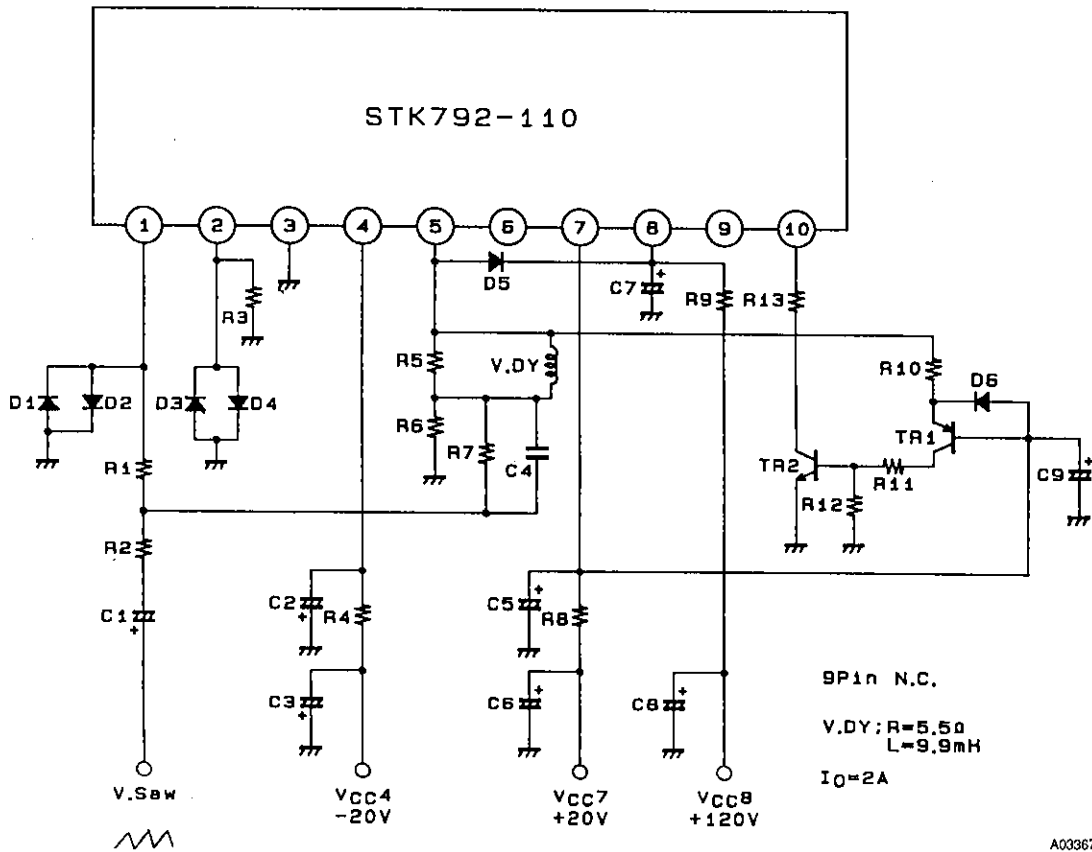 STK792-110
1 2 3 4 5 6 7 8 9 10
D5
C7
R9
R13
R3
R5
V.DY
R10
D6
D1
D2
D3
D4
R6
R7
C4
TR1
TR2
R11
R12
C9
R1
R2
C1
C2
R4
C5
R8
C3
C6
C8
9Pin N.C.
V.DY; R=5.5Ω
L=9.9mH
IO=2A
V.Saw
VCC4
-20V
VCC7
+20V
VCC8
+120V